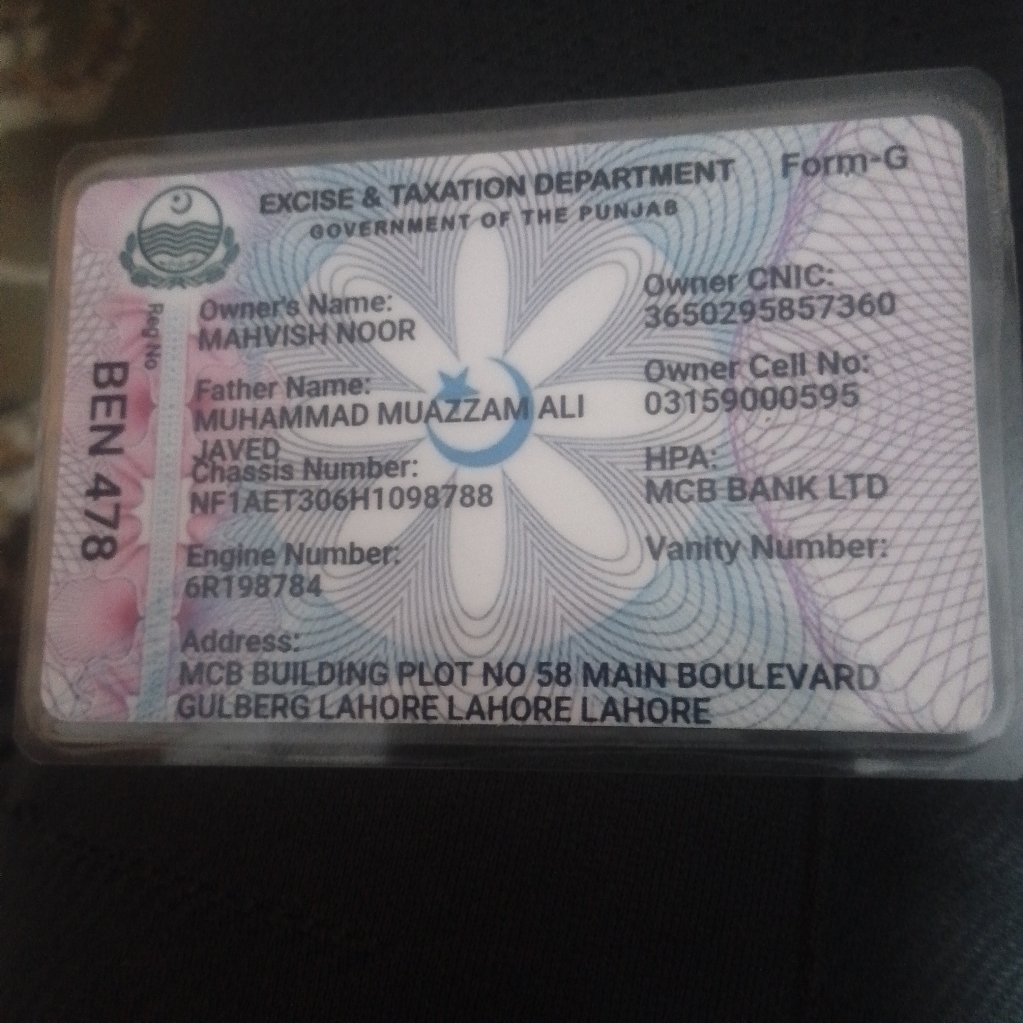 EXCISE & TAXATION DEPARTMENT
Form-G
GOVERNMENT OF THE PUNJAB
Reg No
BEN 478
Owner's Name:
MAHVISH NOOR
Father Name:
MUHAMMAD MUAZZAM ALI
JAVED
Chassis Number:
NF1AET306H1098788
Engine Number:
6R198784
Address:
MCB BUILDING PLOT NO 58 MAIN BOULEVARD
GULBERG LAHORE LAHORE LAHORE
Owner CNIC:
3650295857360
Owner Cell No:
03159000595
HPA:
MCB BANK LTD
Vanity Number: